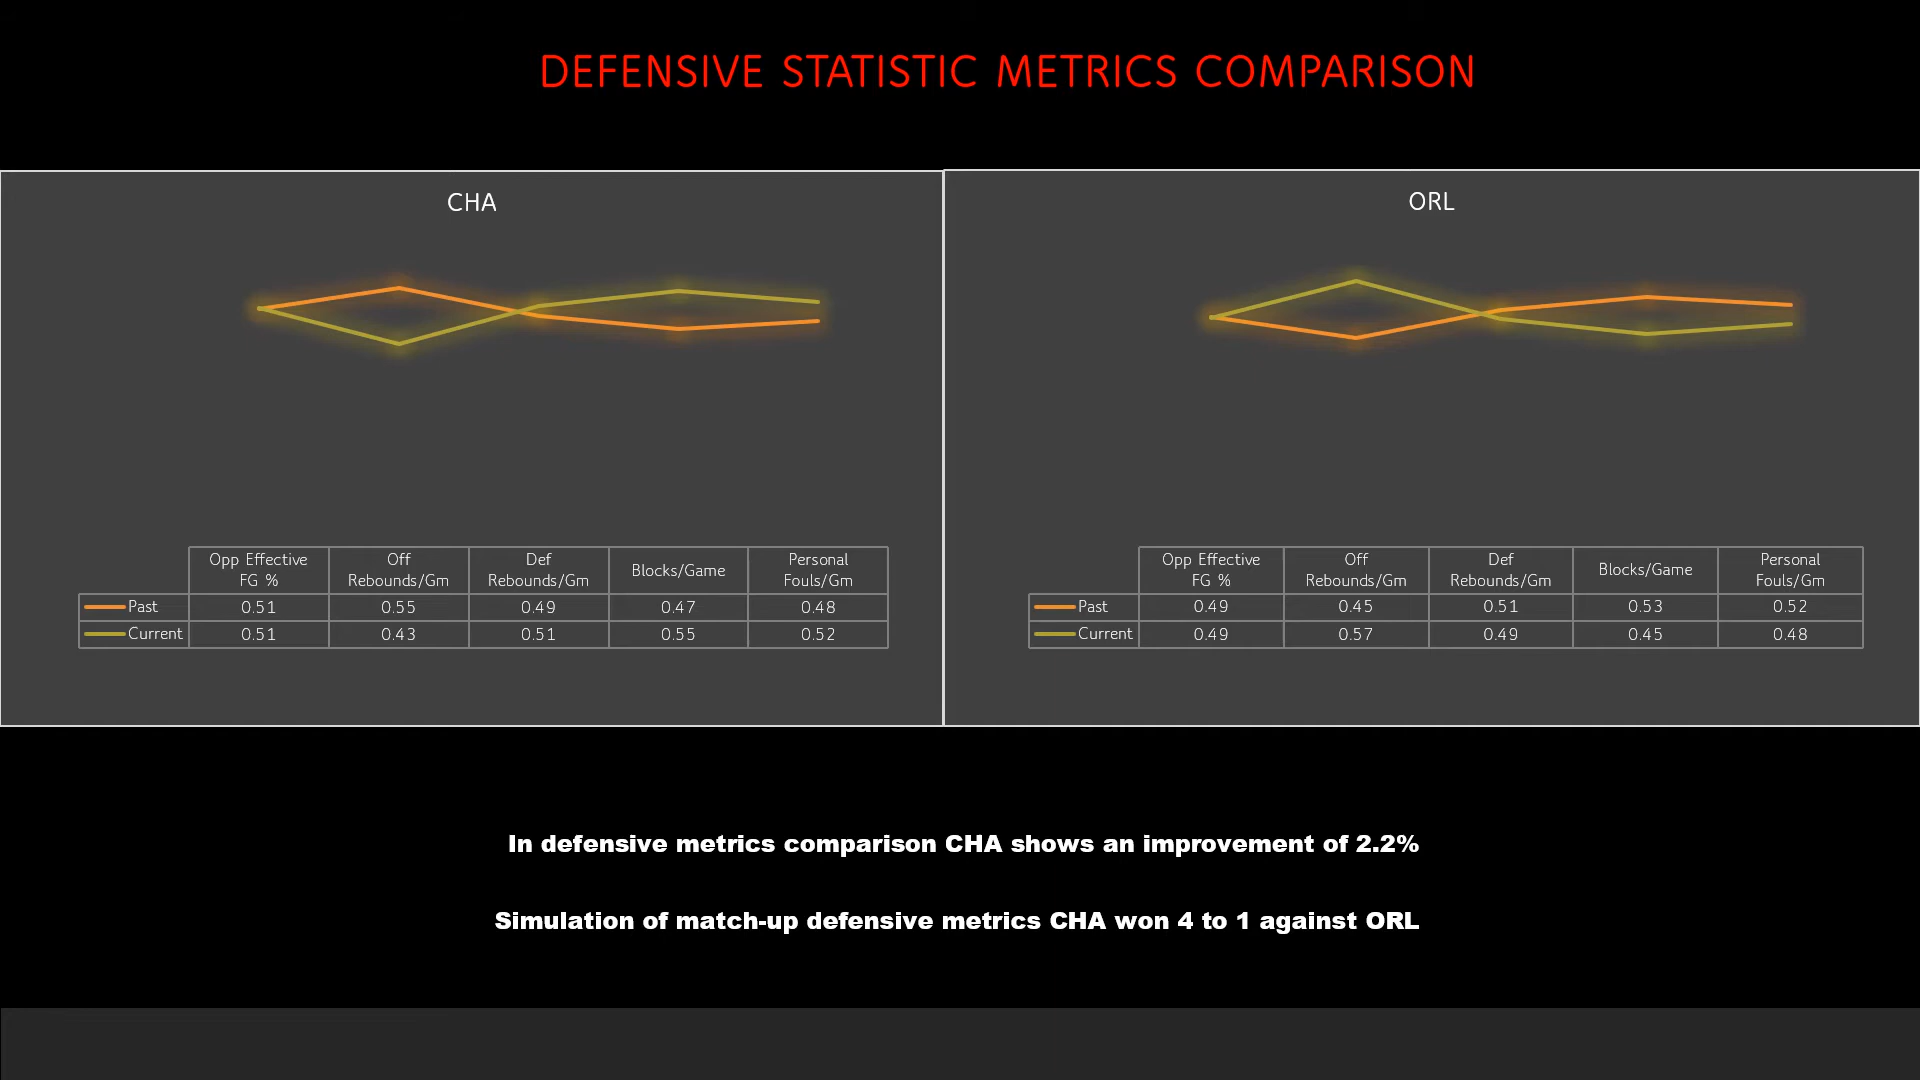 DEFENSIVE STATISTIC METRICS COMPARISON
CHA
Opp Effective FG % Off Rebounds/Gm Def Rebounds/Gm Blocks/Game Personal Fouls/Gm
Past 0.51 0.55 0.49 0.47 0.48
Current 0.51 0.43 0.51 0.55 0.52
ORL
Opp Effective FG % Off Rebounds/Gm Def Rebounds/Gm Blocks/Game Personal Fouls/Gm
Past 0.49 0.45 0.51 0.53 0.52
Current 0.49 0.57 0.49 0.45 0.48
In defensive metrics comparison CHA shows an improvement of 2.2%
Simulation of match-up defensive metrics CHA won 4 to 1 against ORL